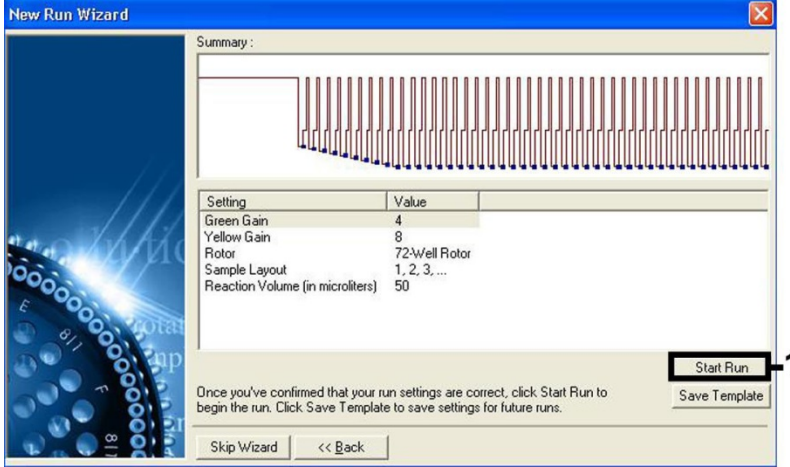 New Run Wizard
Summary :
Setting Value
Green Gain 4
Yellow Gain 8
Rotor 72-Well Rotor
Sample Layout 1, 2, 3, ...
Reaction Volume (in microliters) 50
Start Run
1
Once you've confirmed that your run settings are correct, click Start Run to
begin the run. Click Save Template to save settings for future runs.
Save Template
Skip Wizard
<< Back